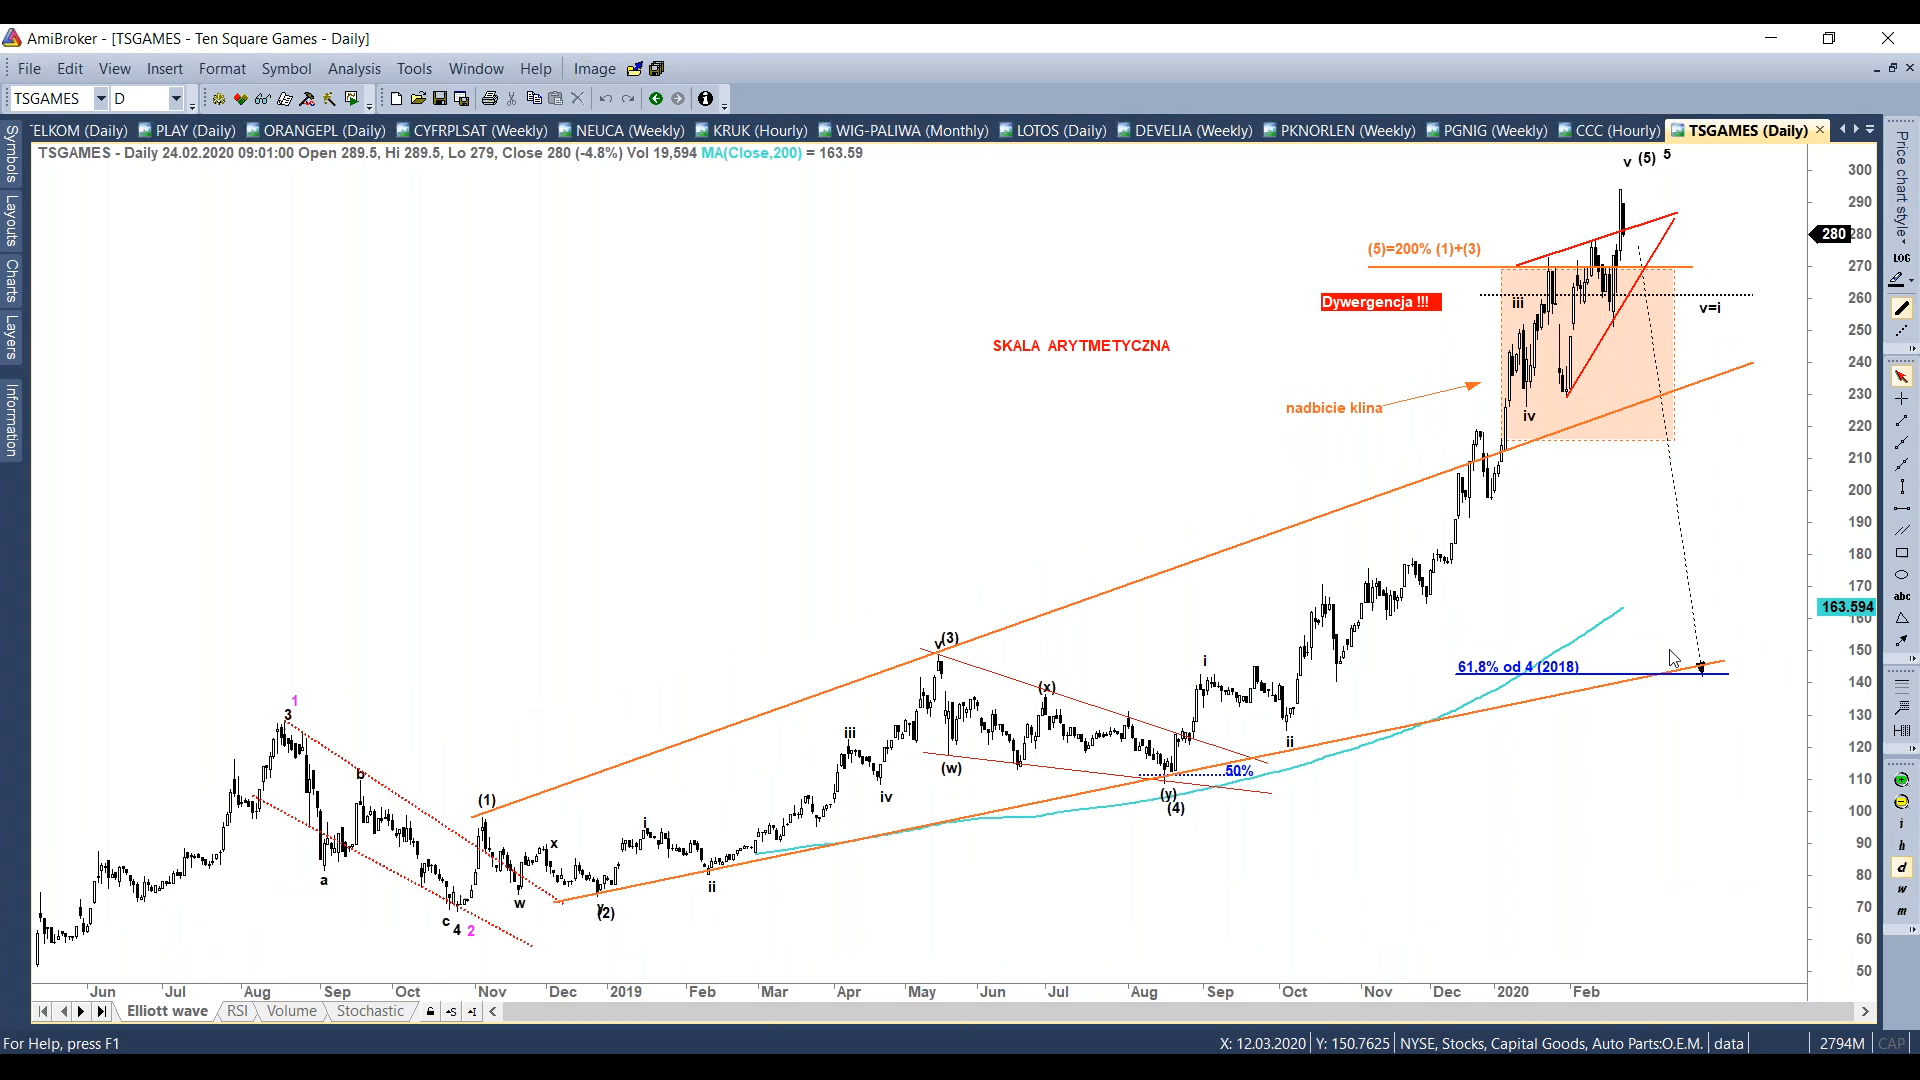 AmiBroker - [TSGAMES - Ten Square Games - Daily]
File Edit View Insert Format Symbol Analysis Tools Window Help Image
TSGAMES D
ELKOM (Daily) PLAY (Daily) ORANGEPL (Daily) CYFRPLSAT (Weekly) NEUCA (Weekly) KRUK (Hourly) WIG-PALIWA (Monthly) LOTOS (Daily) DEVELIA (Weekly) PKNORLEN (Weekly) PGNIG (Weekly) CCC (Hourly) TSGAMES (Daily)
TSGAMES - Daily 24.02.2020 09:01:00 Open 289.5, Hi 289.5, Lo 279, Close 280 (-4.8%) Vol 19,594 MA(Close,200) = 163.59
Symbols
Layouts
Charts
Layers
Information
Price chart style
LOG
abc
i
h
d
w
m
v (5) 5
300
290
280 280
270
260
250
240
230
220
210
200
190
180
170
163.594
160
150
140
130
120
110
100
90
80
70
60
50
(5)=200% (1)+(3)
Dywergencja !!!
iii
v=i
SKALA ARYTMETYCZNA
nadbicie klina
iv
v (3)
i
61,8% od 4 (2018)
(x)
1
3
iii
ii
b
(w)
50%
iv
(y)
(4)
(1)
i
x
a
ii
w
y
(2)
c 4 2
Jun Jul Aug Sep Oct Nov Dec 2019 Feb Mar Apr May Jun Jul Aug Sep Oct Nov Dec 2020 Feb
Elliott wave RSI Volume Stochastic
For Help, press F1
X: 12.03.2020 Y: 150.7625 NYSE, Stocks, Capital Goods, Auto Parts:O.E.M. data 2794M CAP